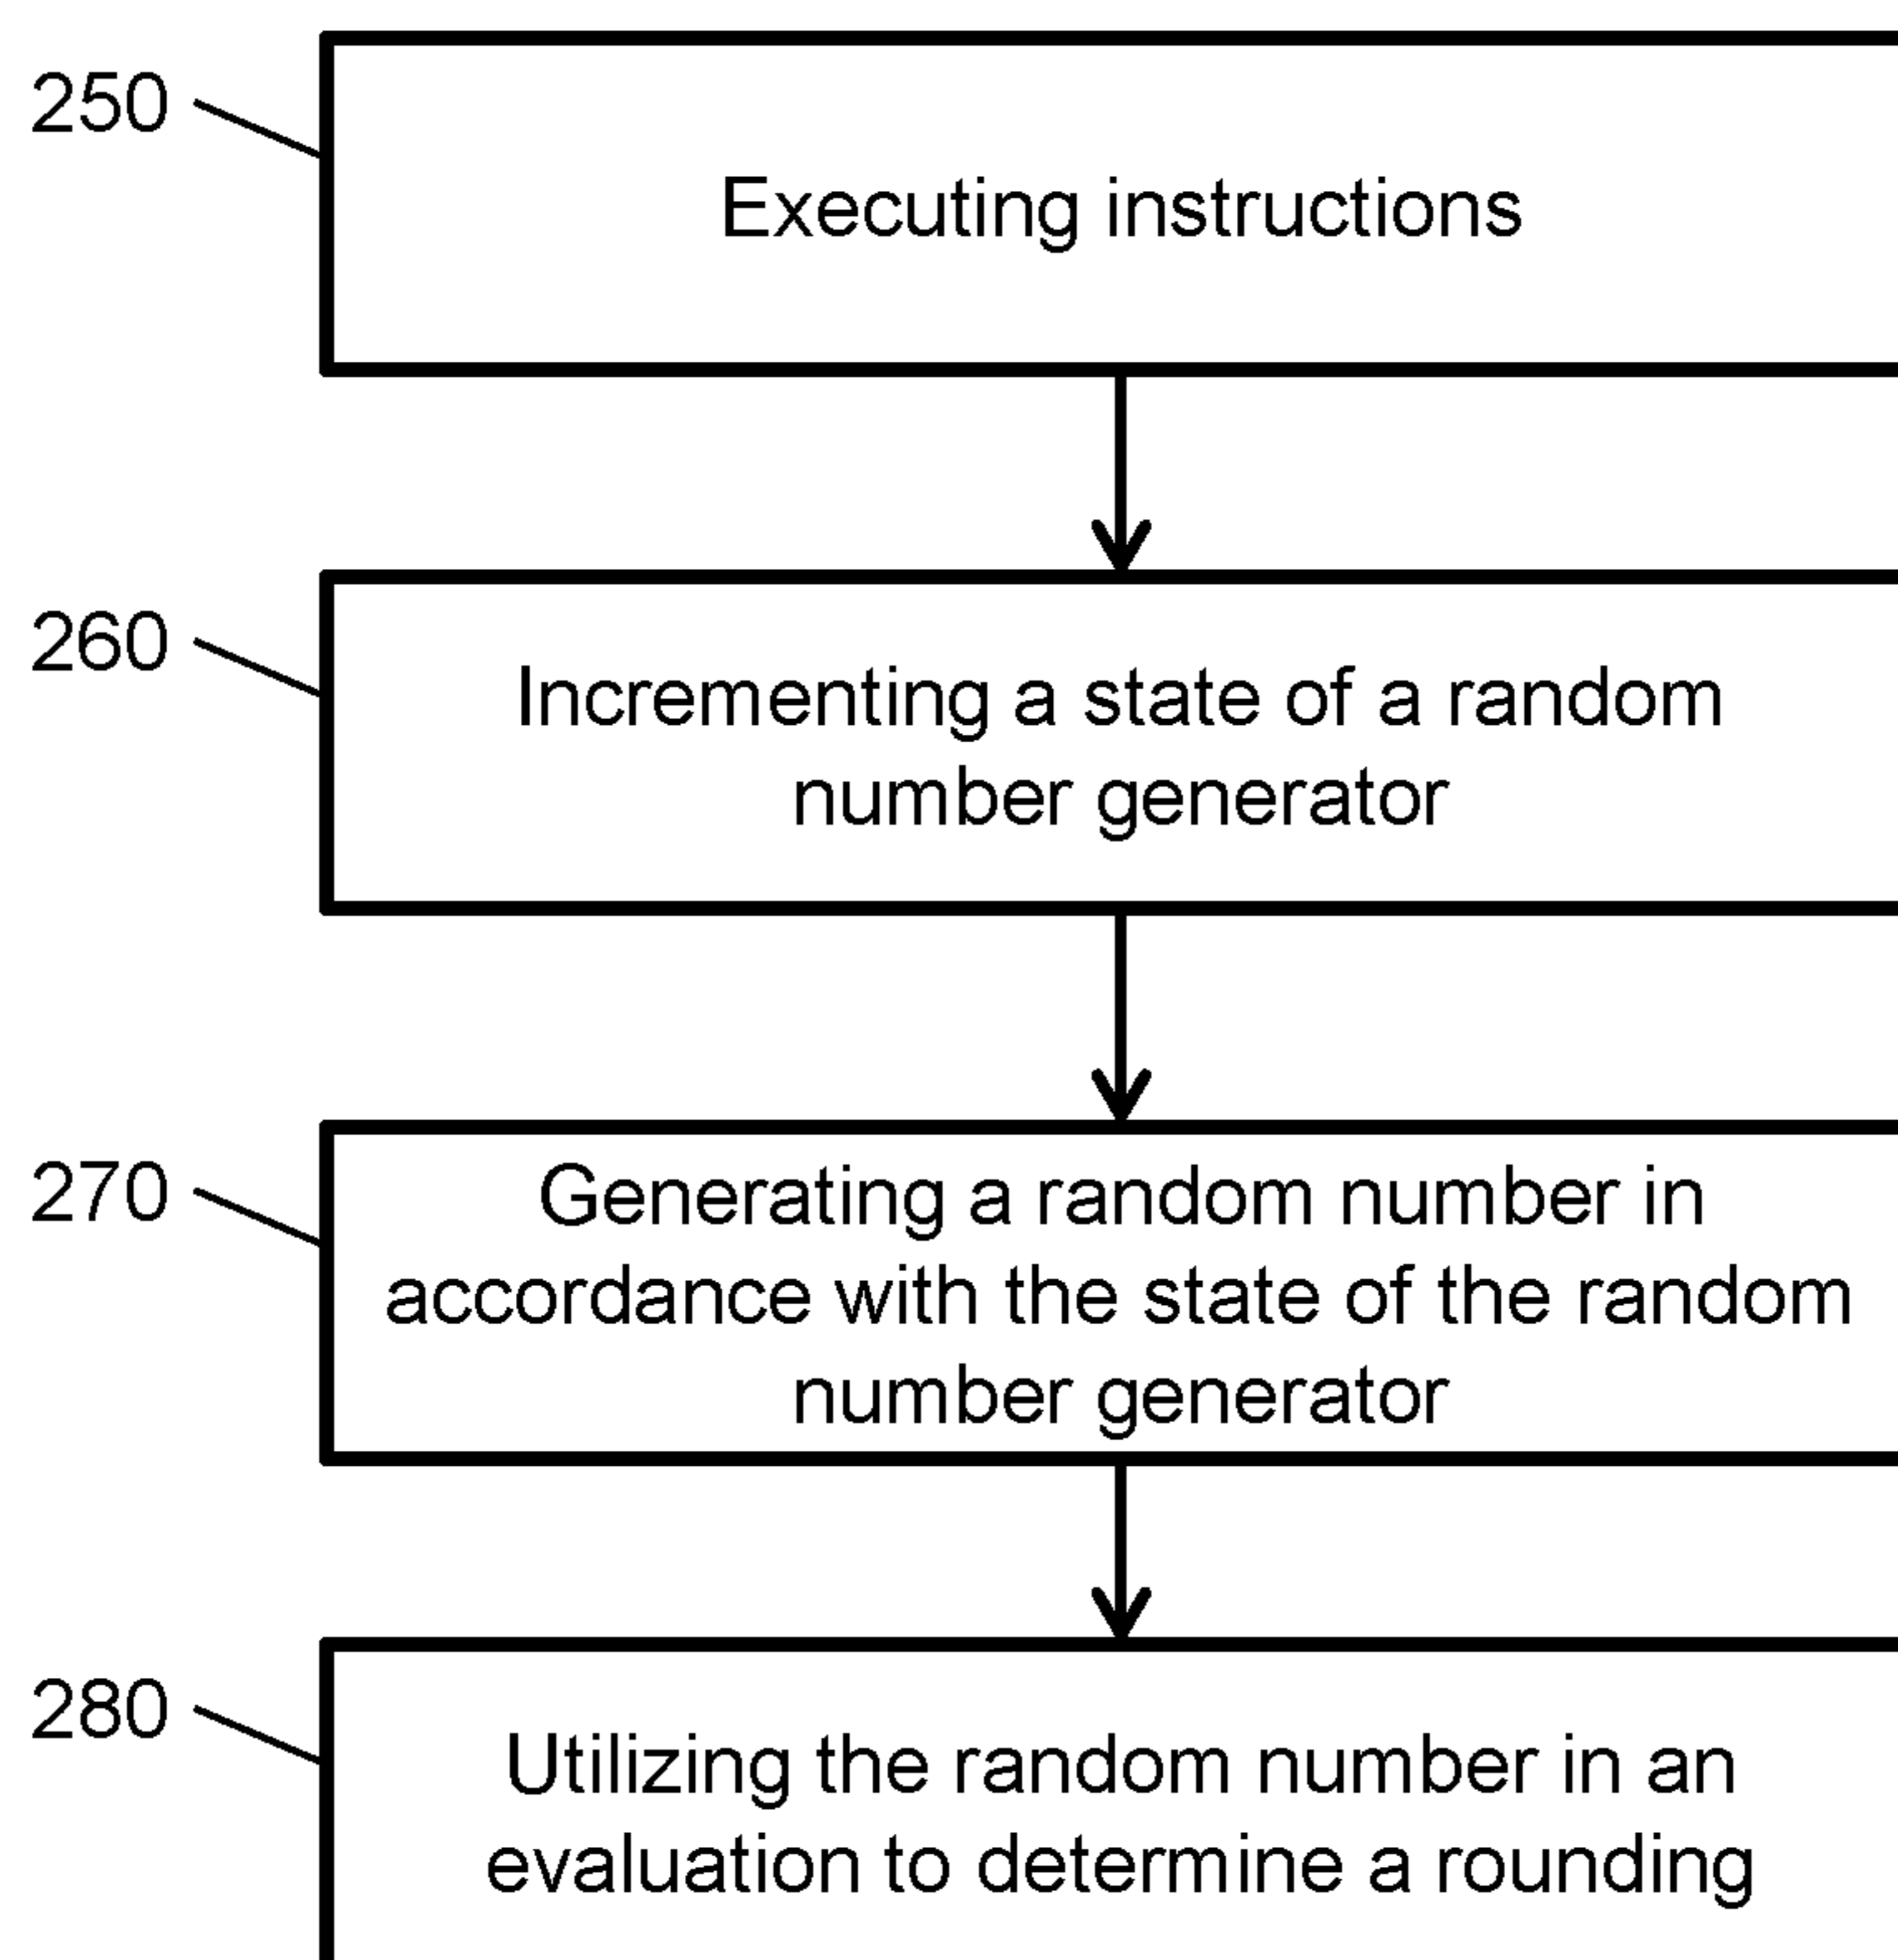 250
Executing instructions
260
Incrementing a state of a random
number generator
270
Generating a random number in
accordance with the state of the random
number generator
280
Utilizing the random number in an
evaluation to determine a rounding